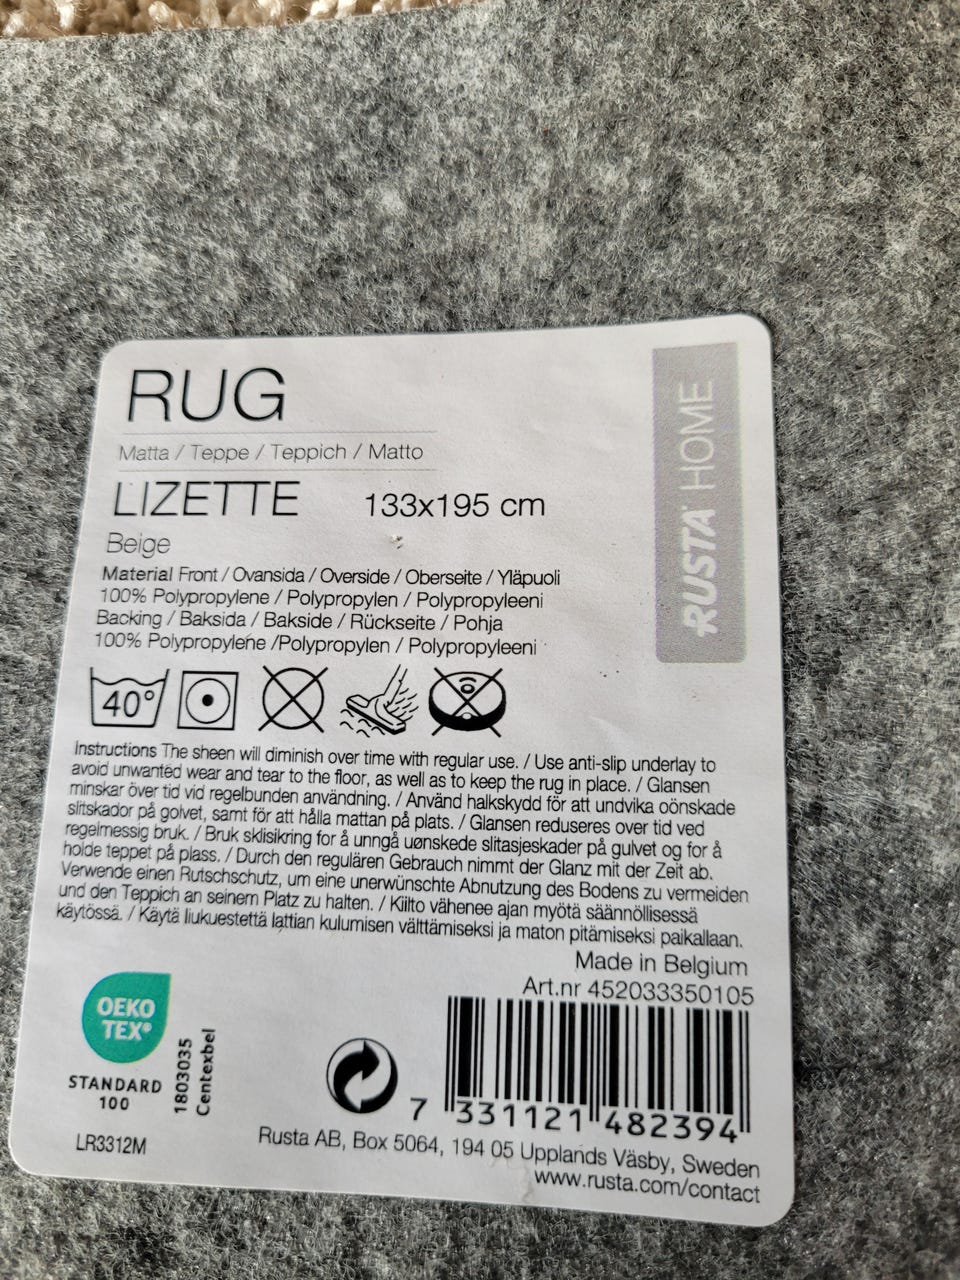 RUG
Matta / Teppe / Teppich / Matto
LIZETTE 133x195 cm
Beige
RUSTA HOME
Material Front / Ovansida / Overside / Oberseite / Yläpuoli
100% Polypropylene / Polypropylen / Polypropyleeni
Backing / Baksida / Bakside / Rückseite / Pohja
100% Polypropylene /Polypropylen / Polypropyleeni
40°
Instructions The sheen will diminish over time with regular use. / Use anti-slip underlay to
avoid unwanted wear and tear to the floor, as well as to keep the rug in place. / Glansen
minskar över tid vid regelbunden användning. / Använd halkskydd för att undvika oönskade
slitskador på golvet, samt för att hålla mattan på plats. / Glansen reduseres over tid ved
regelmessig bruk. / Bruk sklisikring for å unngå uønskede slitasjeskader på gulvet og for å
holde teppet på plass. / Durch den regulären Gebrauch nimmt der Glanz mit der Zeit ab.
Verwende einen Rutschschutz, um eine unerwünschte Abnutzung des Bodens zu vermeiden
und den Teppich an seinem Platz zu halten. / Kiilto vähenee ajan myötä säännöllisessä
käytössä. / Käytä liukuestettä lattian kulumisen välttämiseksi ja maton pitämiseksi paikallaan.
Made in Belgium
Art.nr 452033350105
OEKO
TEX®
STANDARD
100
1803035
Centexbel
7 331121 482394
LR3312M
Rusta AB, Box 5064, 194 05 Upplands Väsby, Sweden
www.rusta.com/contact